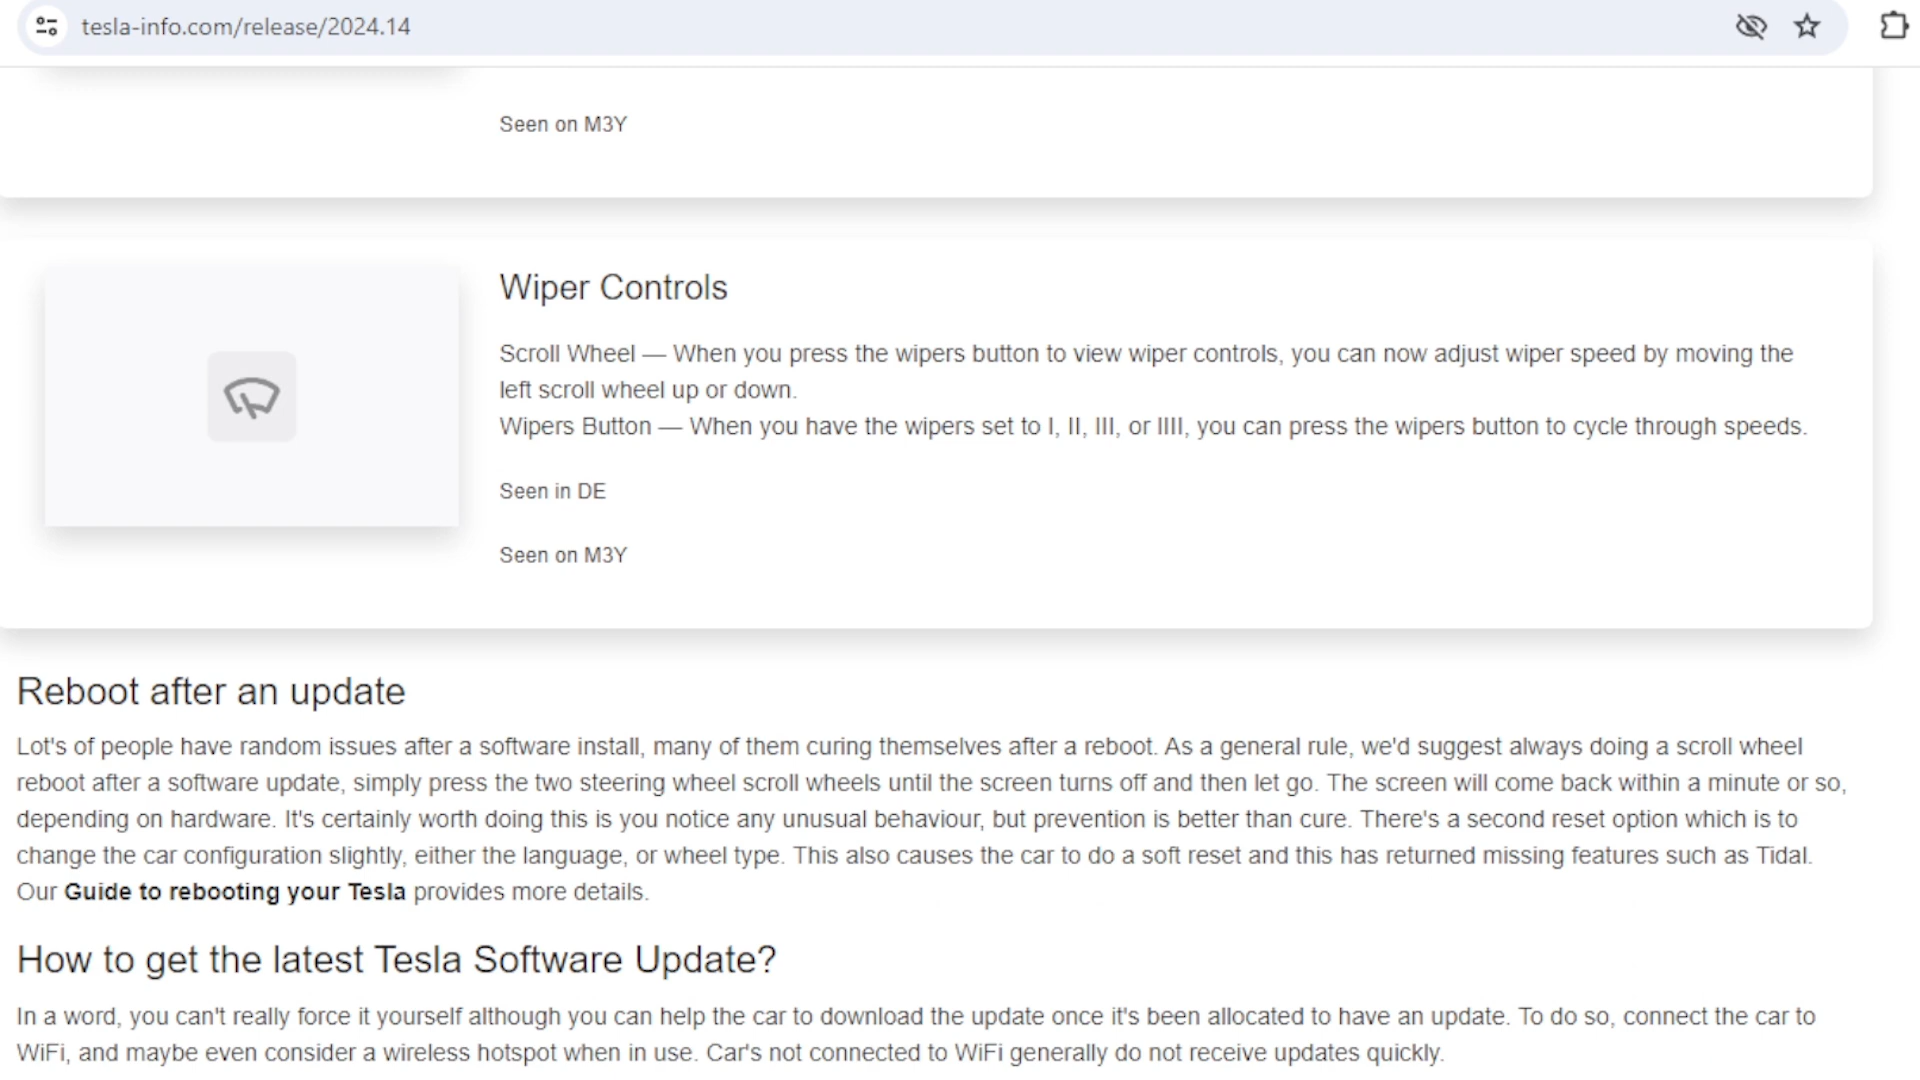 tesla-info.com/release/2024.14
Seen on M3Y
Wiper Controls
Scroll Wheel — When you press the wipers button to view wiper controls, you can now adjust wiper speed by moving the
left scroll wheel up or down.
Wipers Button — When you have the wipers set to I, II, III, or IIII, you can press the wipers button to cycle through speeds.
Seen in DE
Seen on M3Y
Reboot after an update
Lot's of people have random issues after a software install, many of them curing themselves after a reboot. As a general rule, we'd suggest always doing a scroll wheel
reboot after a software update, simply press the two steering wheel scroll wheels until the screen turns off and then let go. The screen will come back within a minute or so,
depending on hardware. It's certainly worth doing this is you notice any unusual behaviour, but prevention is better than cure. There's a second reset option which is to
change the car configuration slightly, either the language, or wheel type. This also causes the car to do a soft reset and this has returned missing features such as Tidal.
Our Guide to rebooting your Tesla provides more details.
How to get the latest Tesla Software Update?
In a word, you can't really force it yourself although you can help the car to download the update once it's been allocated to have an update. To do so, connect the car to
WiFi, and maybe even consider a wireless hotspot when in use. Car's not connected to WiFi generally do not receive updates quickly.